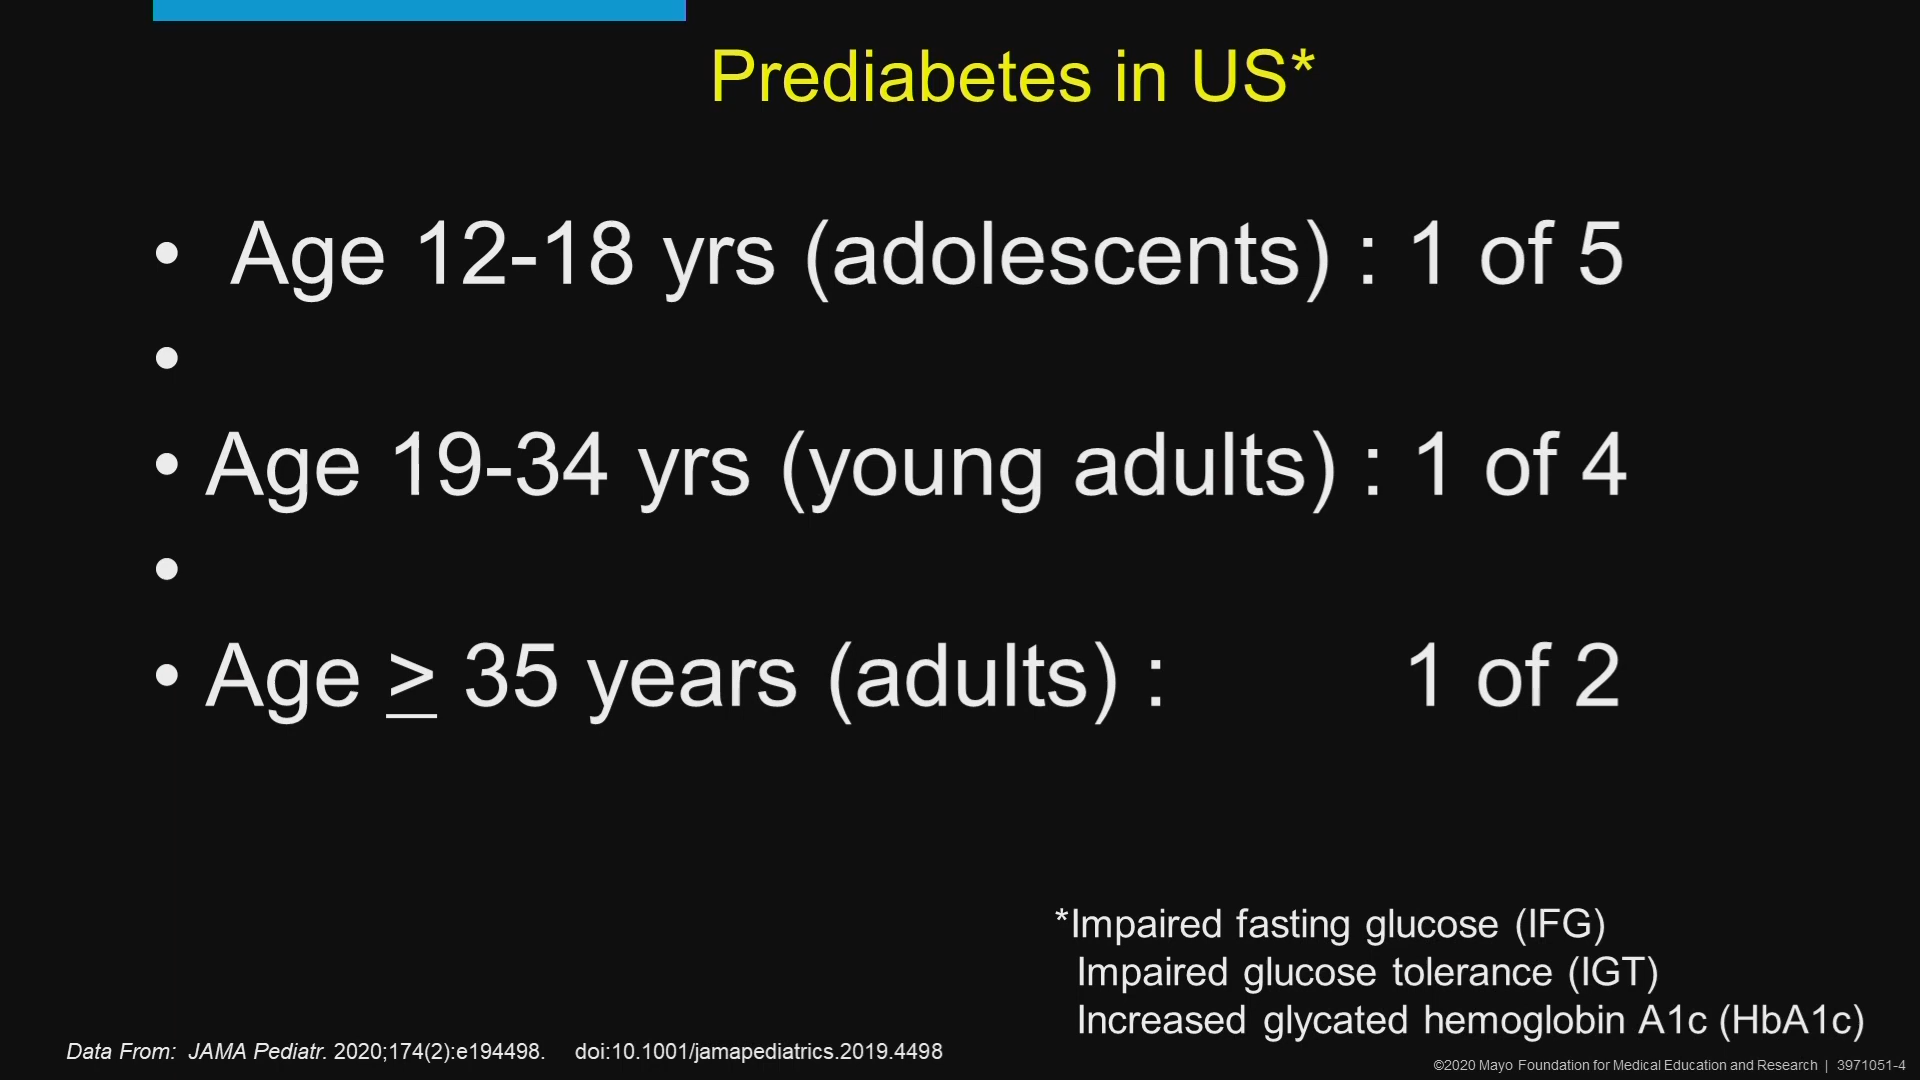 Prediabetes in US*
• Age 12-18 yrs (adolescents) : 1 of 5
•
• Age 19-34 yrs (young adults) : 1 of 4
•
• Age ≥ 35 years (adults) : 1 of 2
*Impaired fasting glucose (IFG)
Impaired glucose tolerance (IGT)
Increased glycated hemoglobin A1c (HbA1c)
Data From: JAMA Pediatr. 2020;174(2):e194498. doi:10.1001/jamapediatrics.2019.4498
©2020 Mayo Foundation for Medical Education and Research | 3971051-4